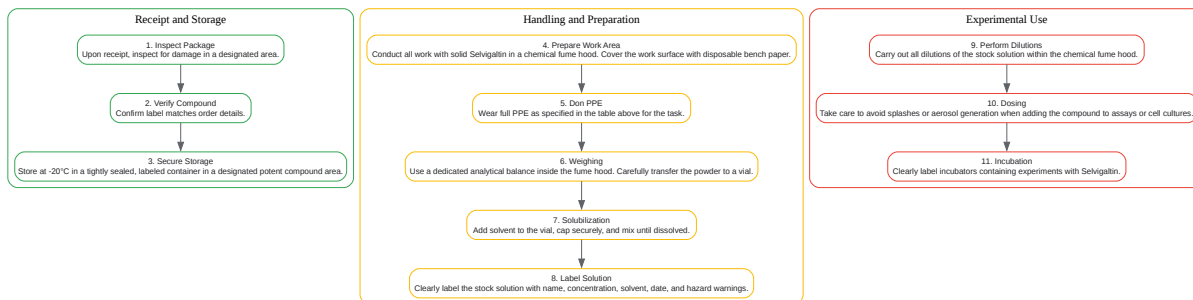 Receipt and Storage
1. Inspect Package
Upon receipt, inspect for damage in a designated area.
2. Verify Compound
Confirm label matches order details.
3. Secure Storage
Store at -20°C in a tightly sealed, labeled container in a designated potent compound area.
Handling and Preparation
4. Prepare Work Area
Conduct all work with solid Selvigaltin in a chemical fume hood. Cover the work surface with disposable bench paper.
5. Don PPE
Wear full PPE as specified in the table above for the task.
6. Weighing
Use a dedicated analytical balance inside the fume hood. Carefully transfer the powder to a vial.
7. Solubilization
Add solvent to the vial, cap securely, and mix until dissolved.
8. Label Solution
Clearly label the stock solution with name, concentration, solvent, date, and hazard warnings.
Experimental Use
9. Perform Dilutions
Carry out all dilutions of the stock solution within the chemical fume hood.
10. Dosing
Take care to avoid splashes or aerosol generation when adding the compound to assays or cell cultures.
11. Incubation
Clearly label incubators containing experiments with Selvigaltin.